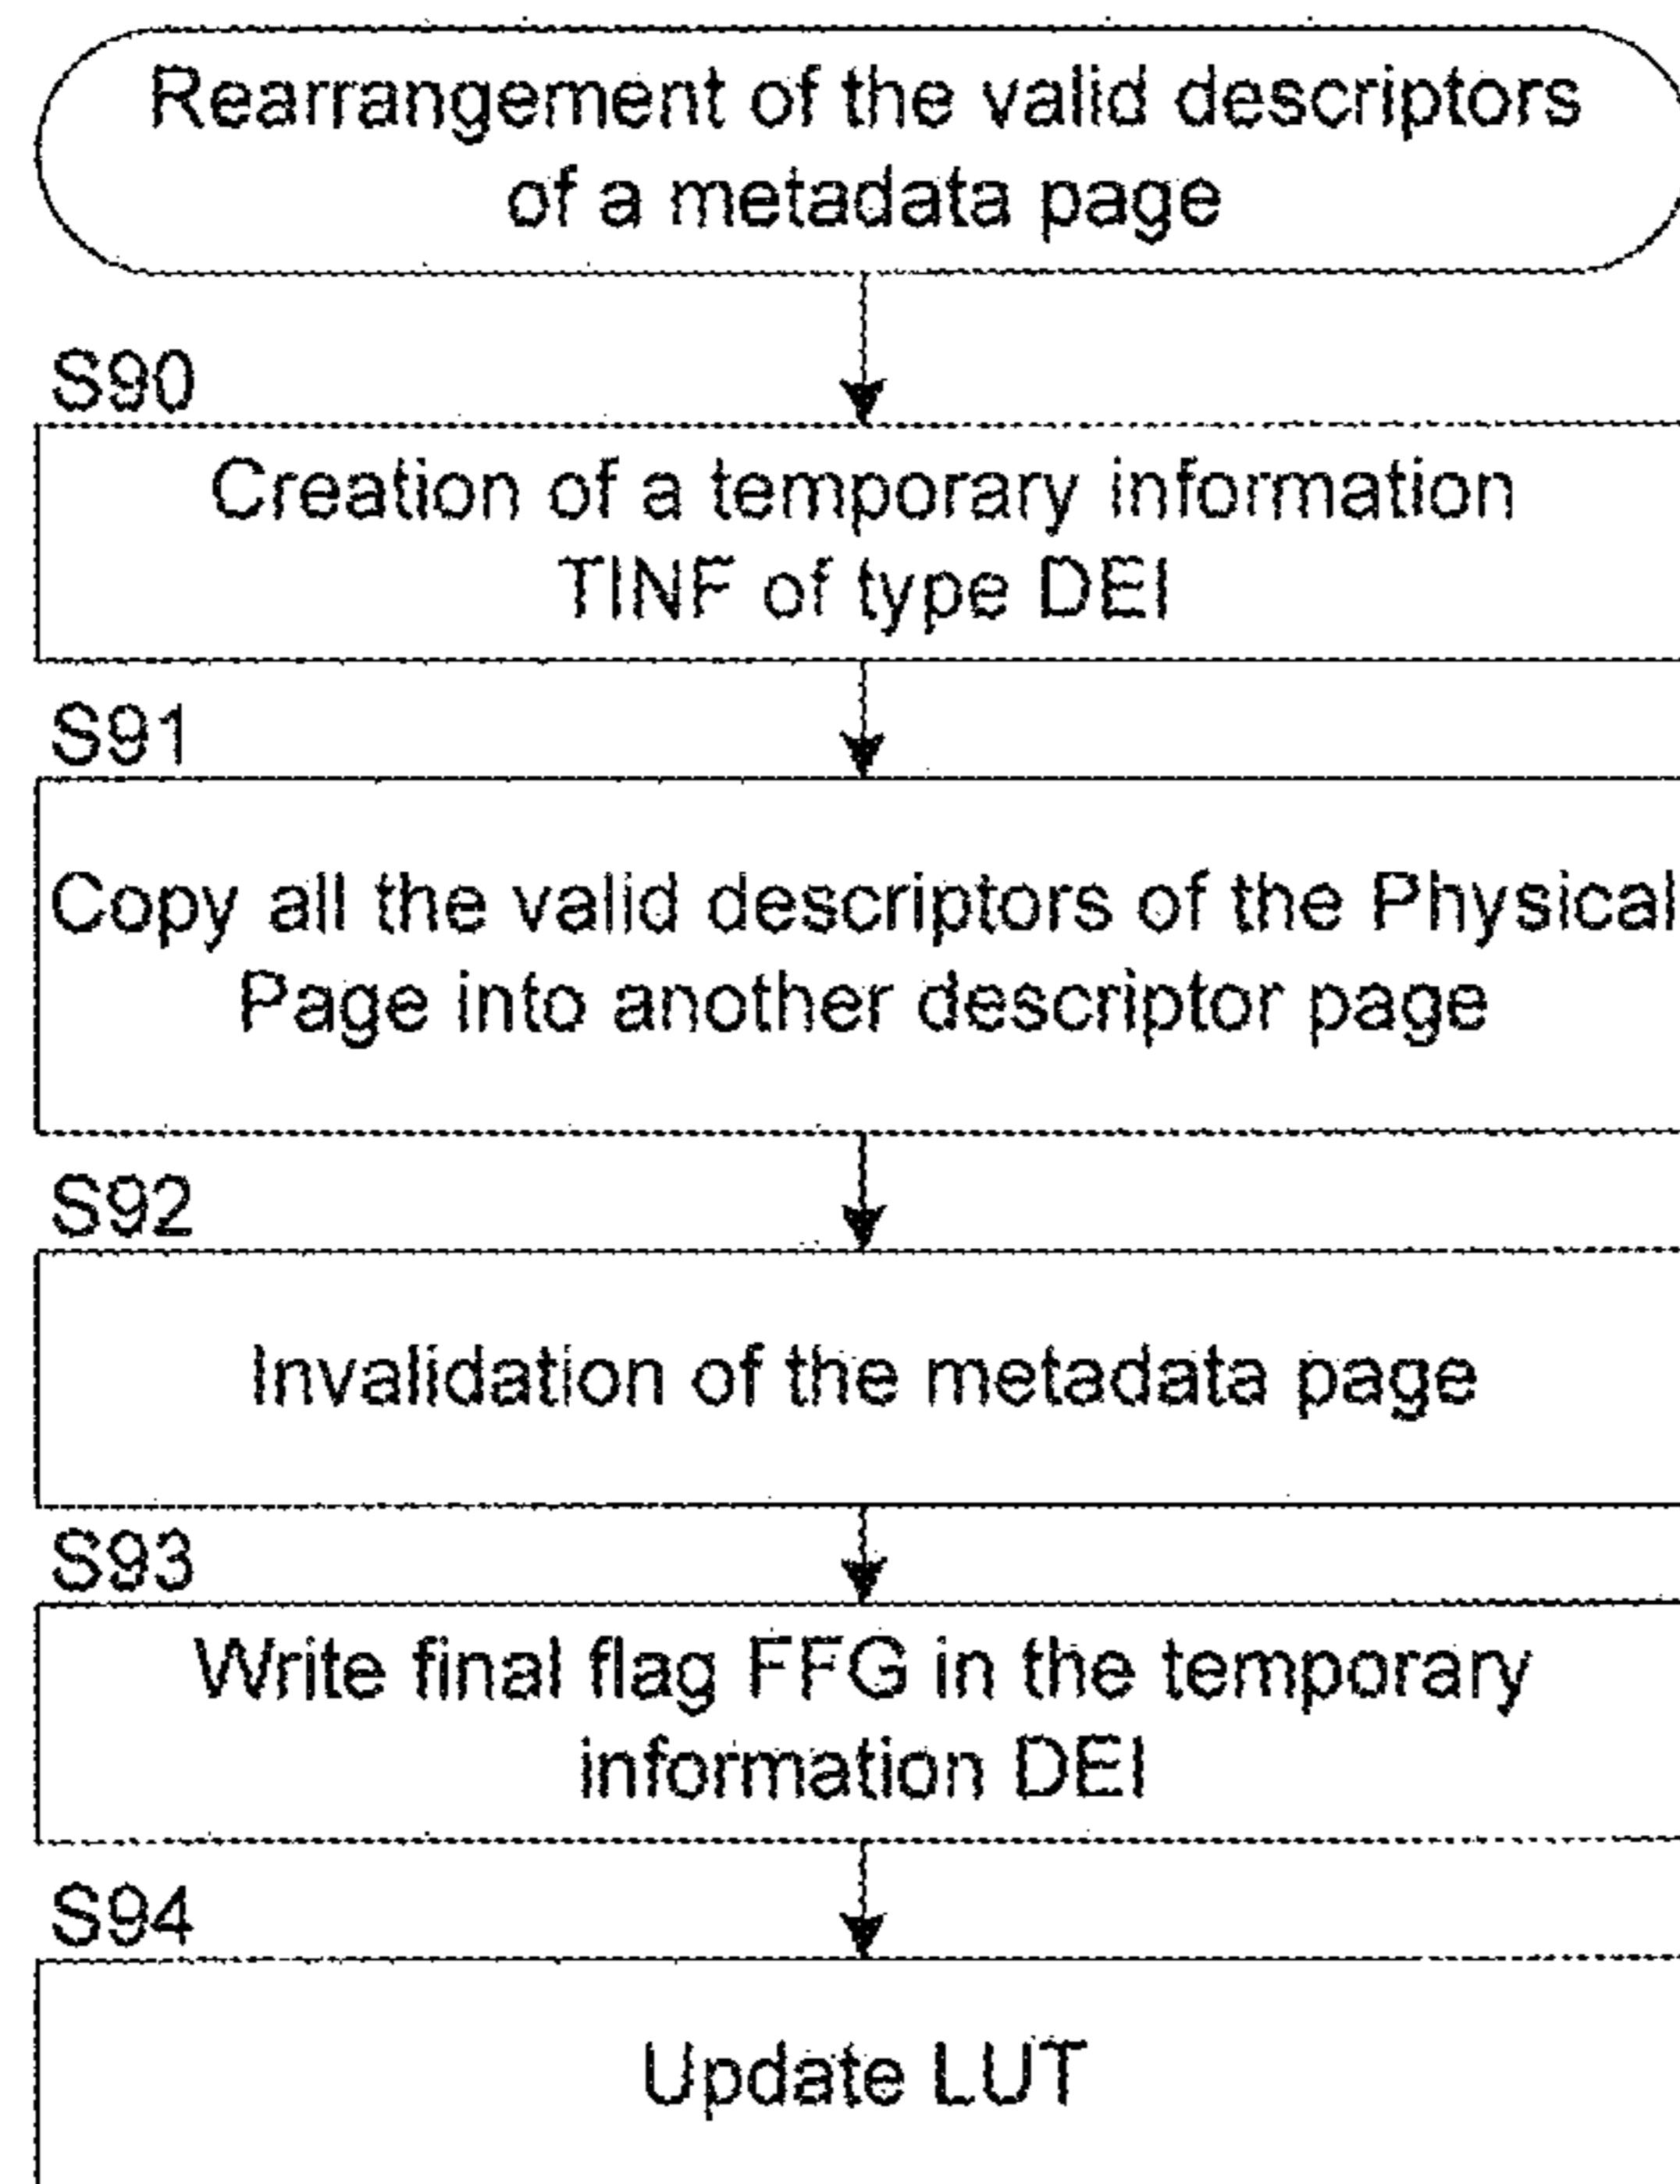 Rearrangement of the valid descriptors
of a metadata page
S90
Creation of a temporary information
TINF of type DEI
S91
Copy all the valid descriptors of the Physical
Page into another descriptor page
S92
Invalidation of the metadata page
S93
Write final flag FFG in the temporary
information DEI
S94
Update LUT